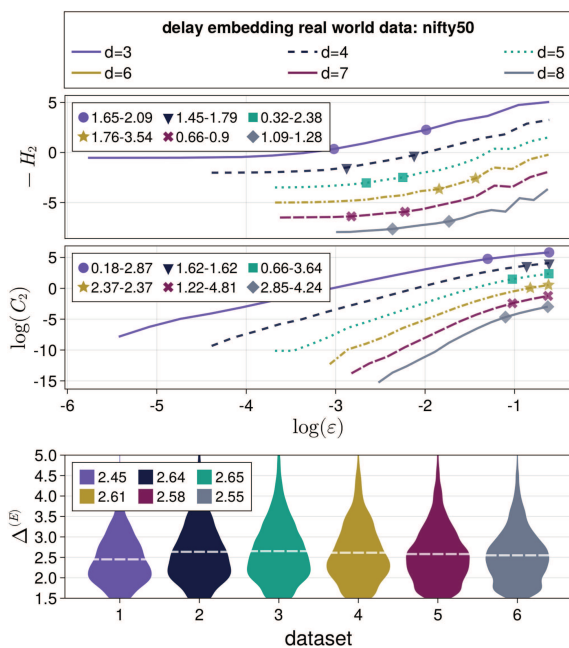 delay embedding real world data: nifty50
d=3 d=4 d=5
d=6 d=7 d=8
5
0
-5
− H₂
1.65-2.09 1.45-1.79 0.32-2.38
1.76-3.54 0.66-0.9 1.09-1.28
5
0
-5
-10
-15
log(C₂)
0.18-2.87 1.62-1.62 0.66-3.64
2.37-2.37 1.22-4.81 2.85-4.24
-6 -5 -4 -3 -2 -1
log(ε)
5.0
4.5
4.0
3.5
3.0
2.5
2.0
1.5
Δ⁽ᴱ⁾
2.45 2.64 2.65
2.61 2.58 2.55
1 2 3 4 5 6
dataset